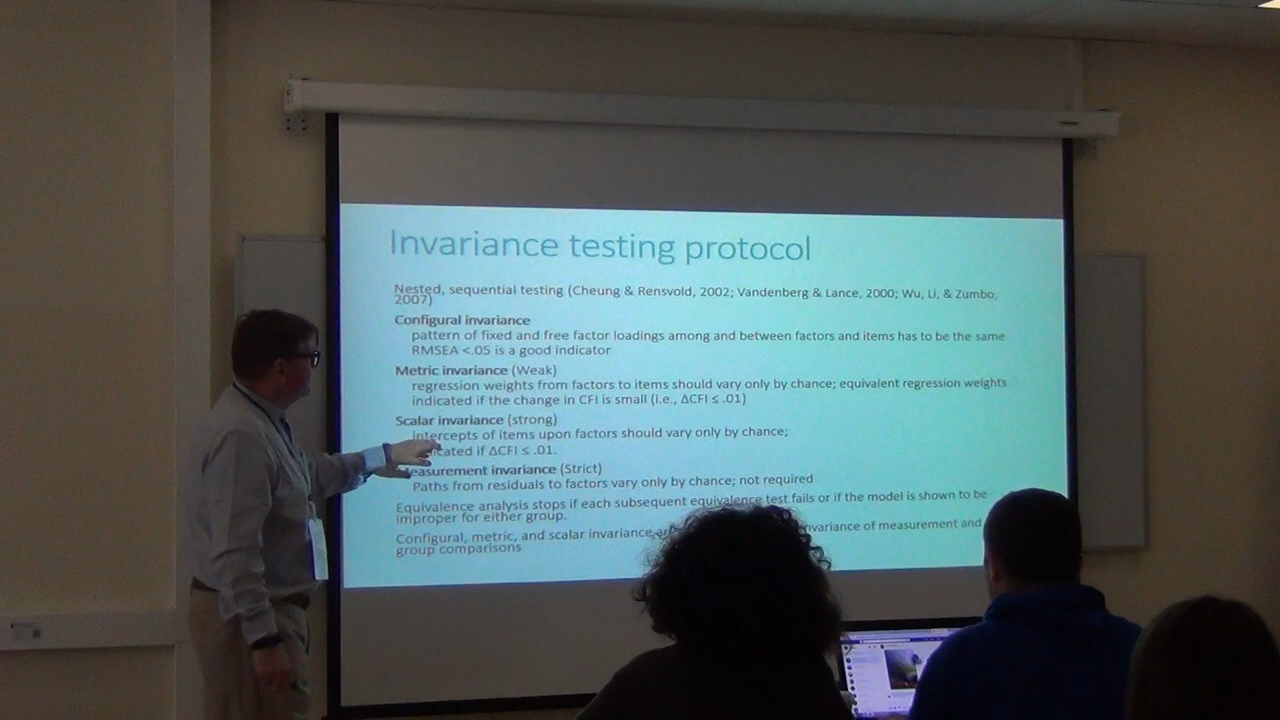 Invariance testing protocol
Nested, sequential testing (Cheung & Rensvold, 2002; Vandenberg & Lance, 2000; Wu, Li, & Zumbo,
2007)
Configural invariance
pattern of fixed and free factor loadings among and between factors and items has to be the same
RMSEA <.05 is a good indicator
Metric invariance (Weak)
regression weights from factors to items should vary only by chance; equivalent regression weights
indicated if the change in CFI is small (i.e., ΔCFI ≤ .01)
Scalar invariance (strong)
intercepts of items upon factors should vary only by chance;
if ΔCFI ≤ .01.
Measurement invariance (Strict)
Paths from residuals to factors vary only by chance; not required
Equivalence analysis stops if each subsequent equivalence test fails or if the model is shown to be
improper for either group.
Configural, metric, and scalar invariance invariance of measurement and
group comparisons